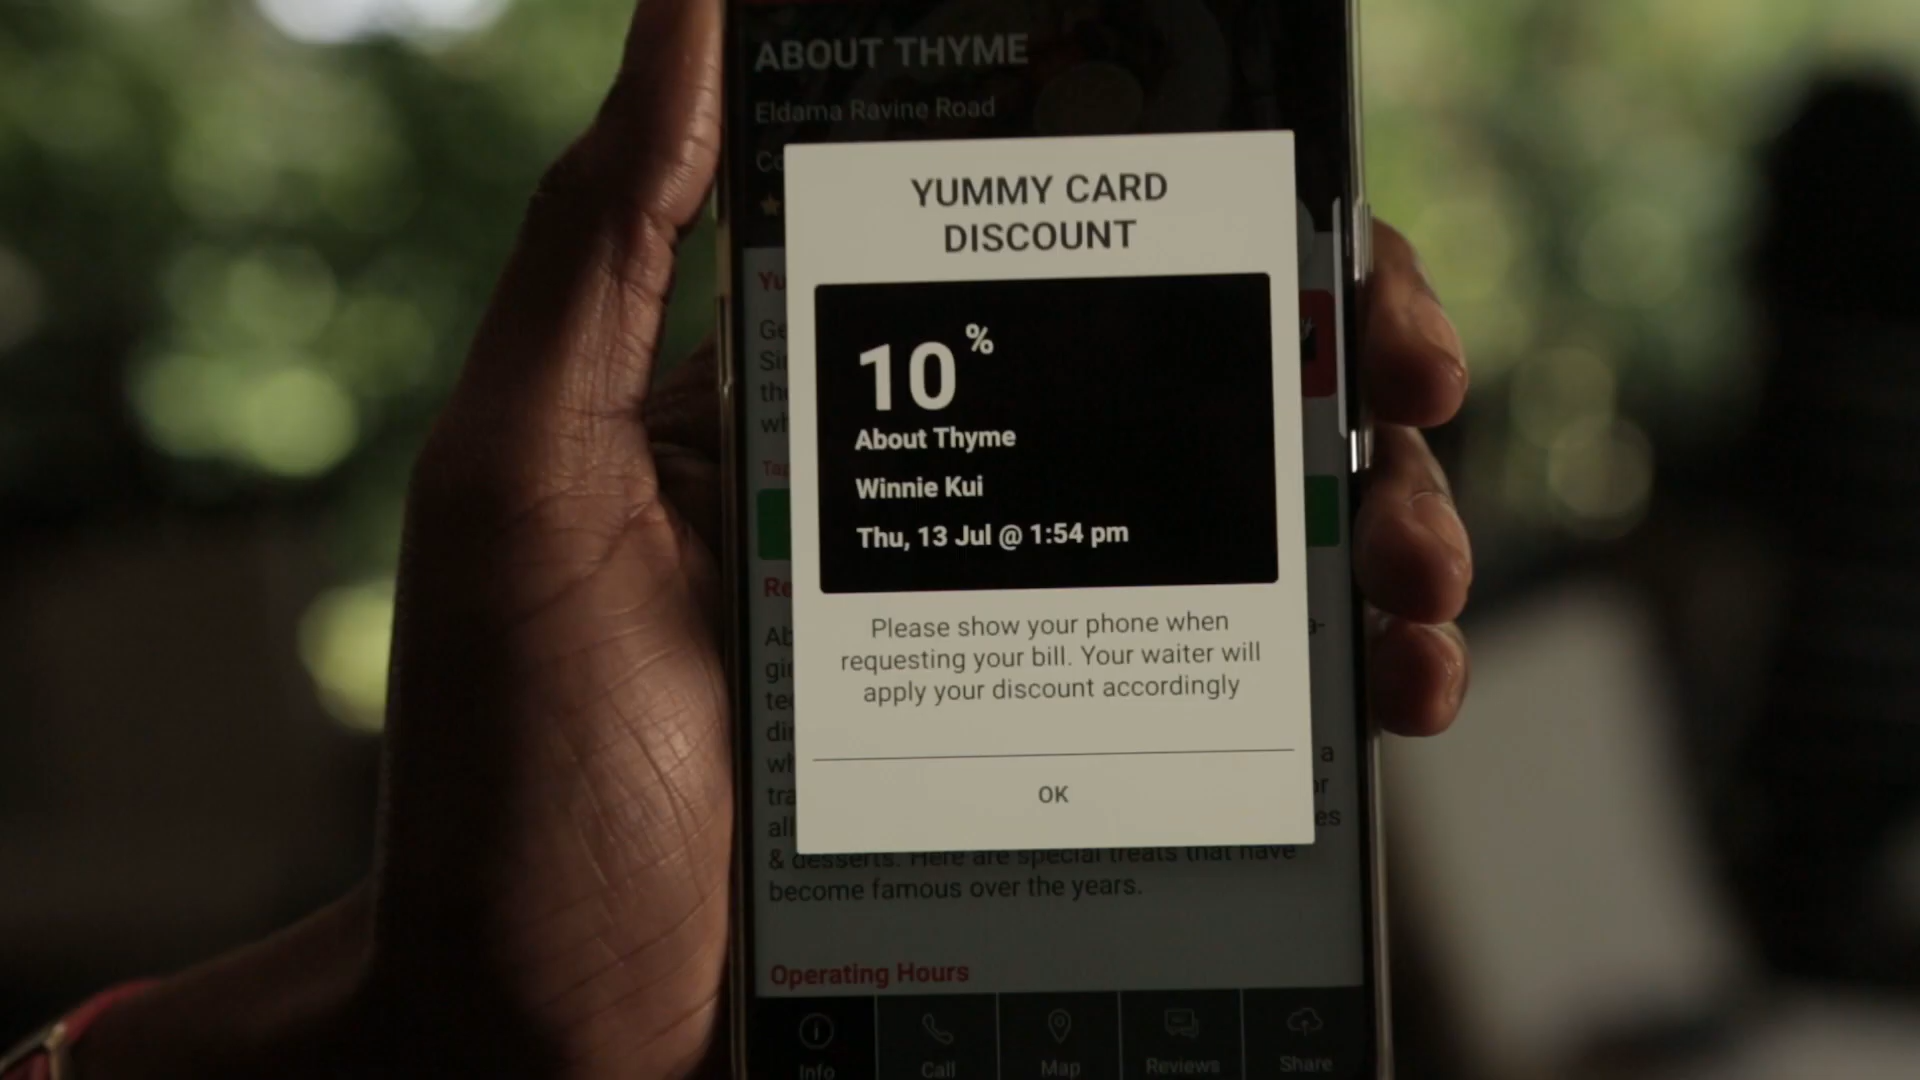 ABOUT THYME
Eldama Ravine Road
YUMMY CARD
DISCOUNT
10%
About Thyme
Winnie Kui
Thu, 13 Jul @ 1:54 pm
Please show your phone when
requesting your bill. Your waiter will
apply your discount accordingly
OK
& desserts. Here are special treats that have
become famous over the years.
Operating Hours
Info
Call
Map
Reviews
Share